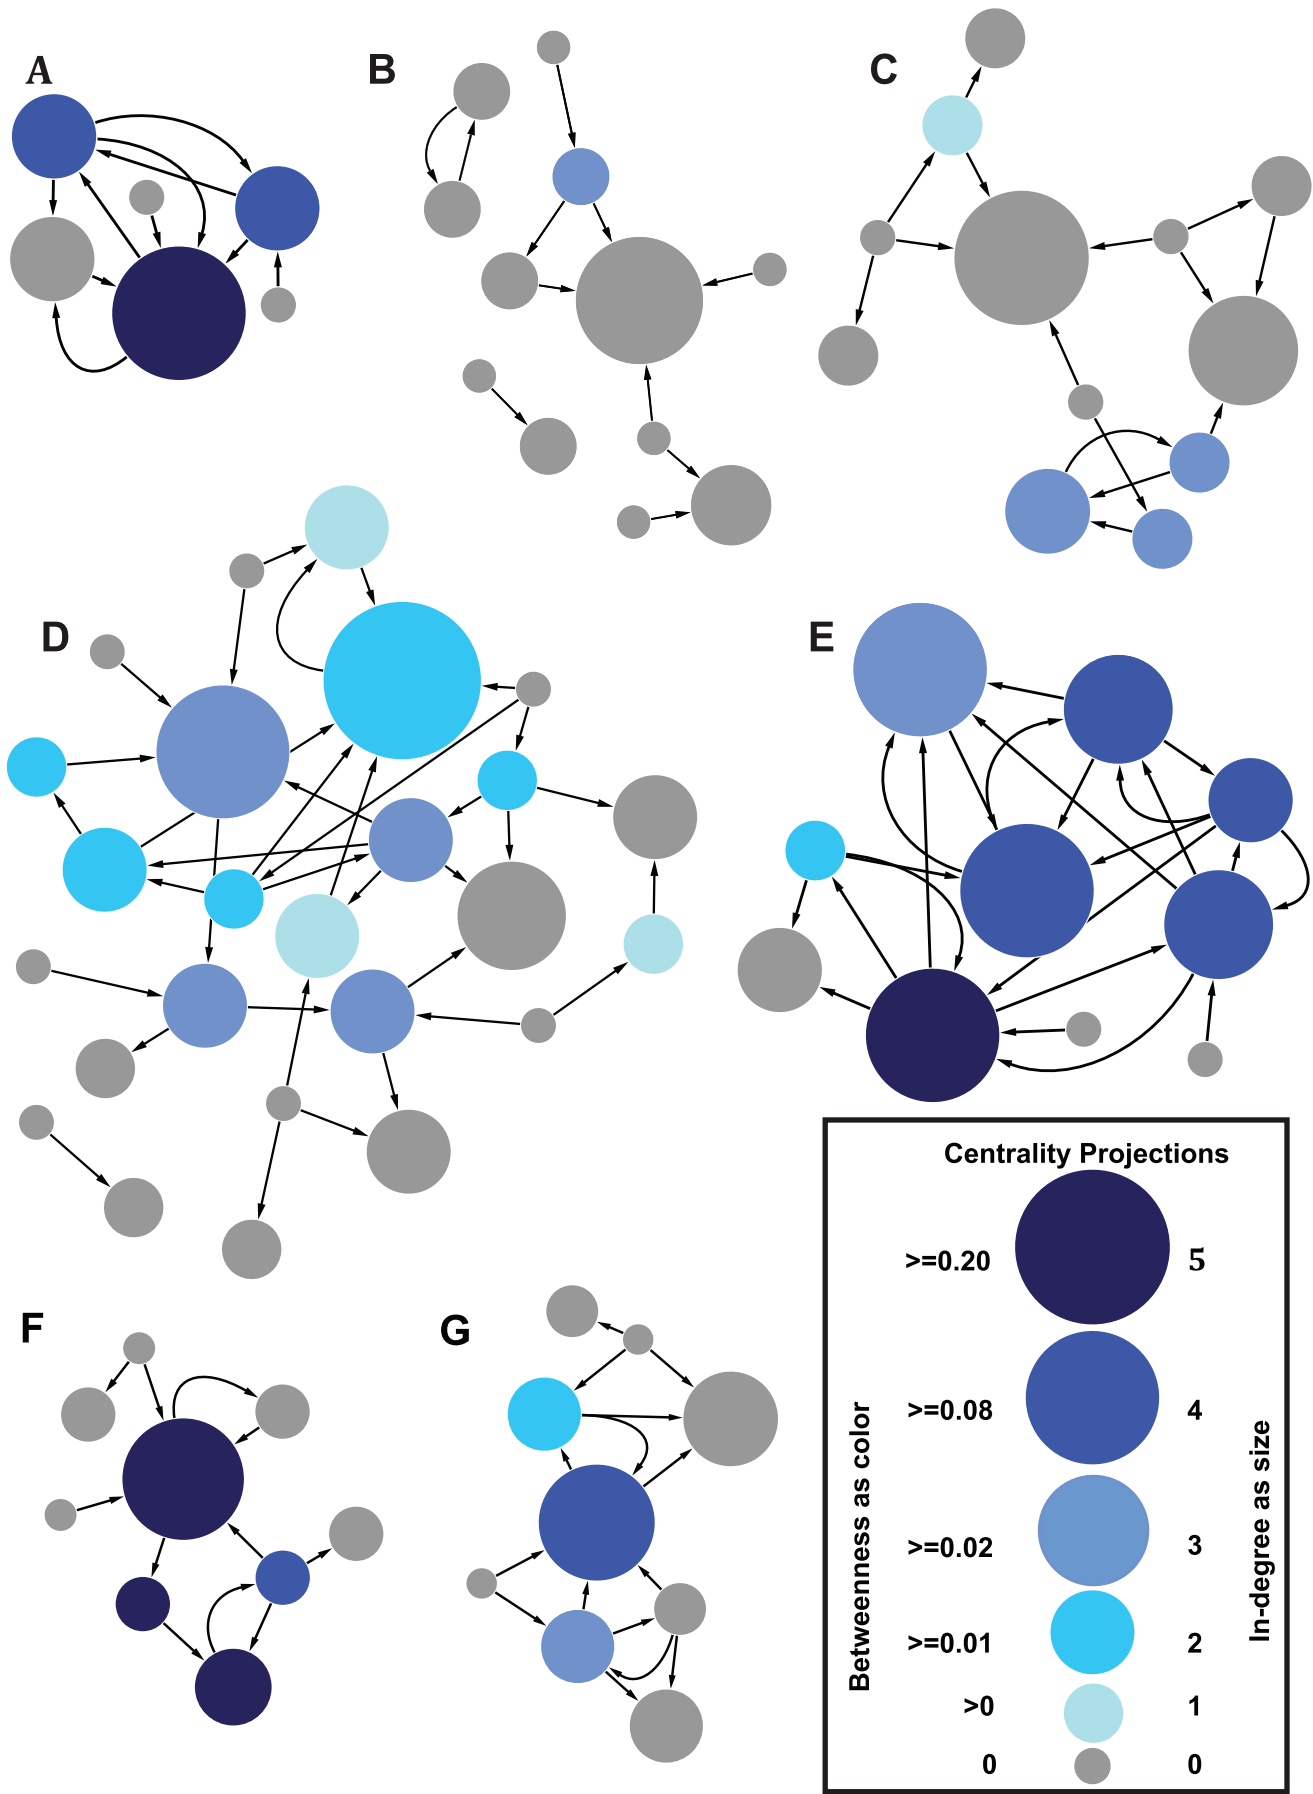 A
B
C
D
E
F
G
Centrality Projections
>=0.20 5
>=0.08 4
>=0.02 3
>=0.01 2
>0 1
0 0
Betweenness as color
In-degree as size